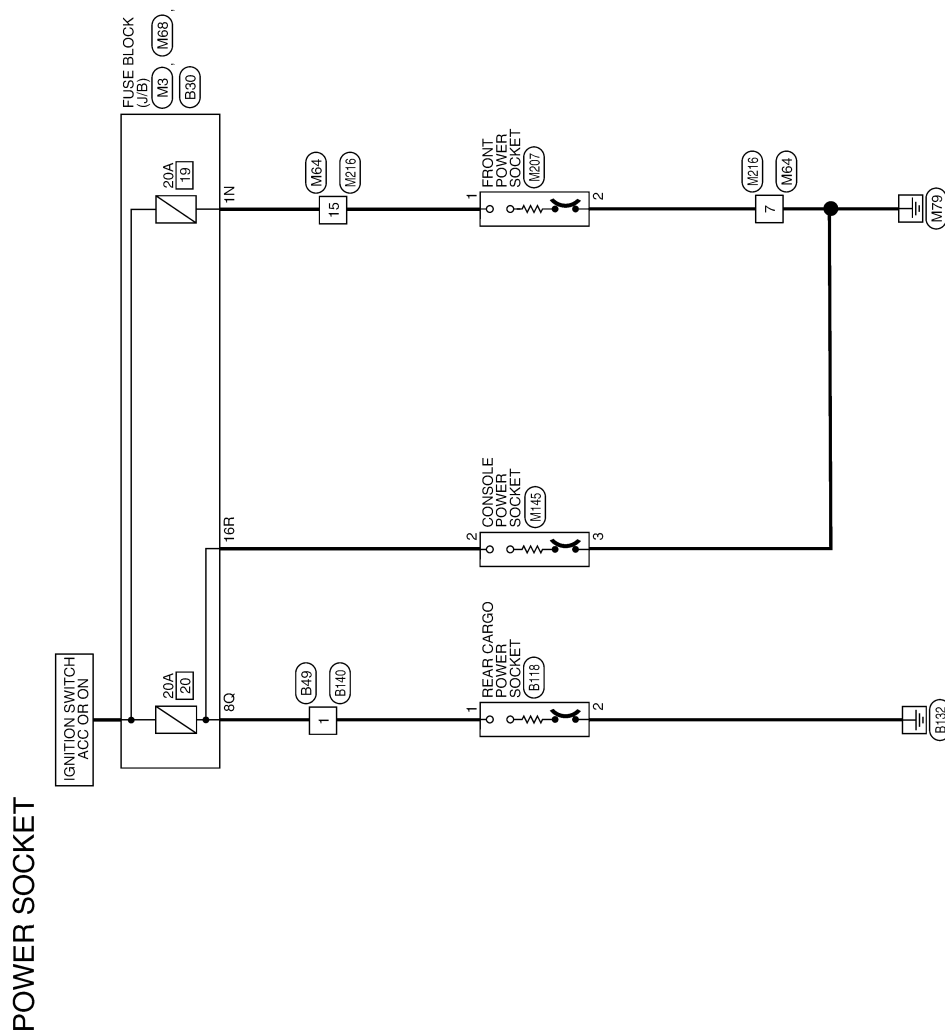 POWER SOCKET
IGNITION SWITCH
ACC OR ON
FUSE BLOCK
(J/B)
M3 , M68 ,
B30
20A
20
20A
19
8Q
16R
1N
B49
1
B140
M64
15
M216
REAR CARGO
POWER
SOCKET
B118
1
2
CONSOLE
POWER
SOCKET
M145
2
3
FRONT
POWER
SOCKET
M207
1
2
M216
7
M64
B132
M79